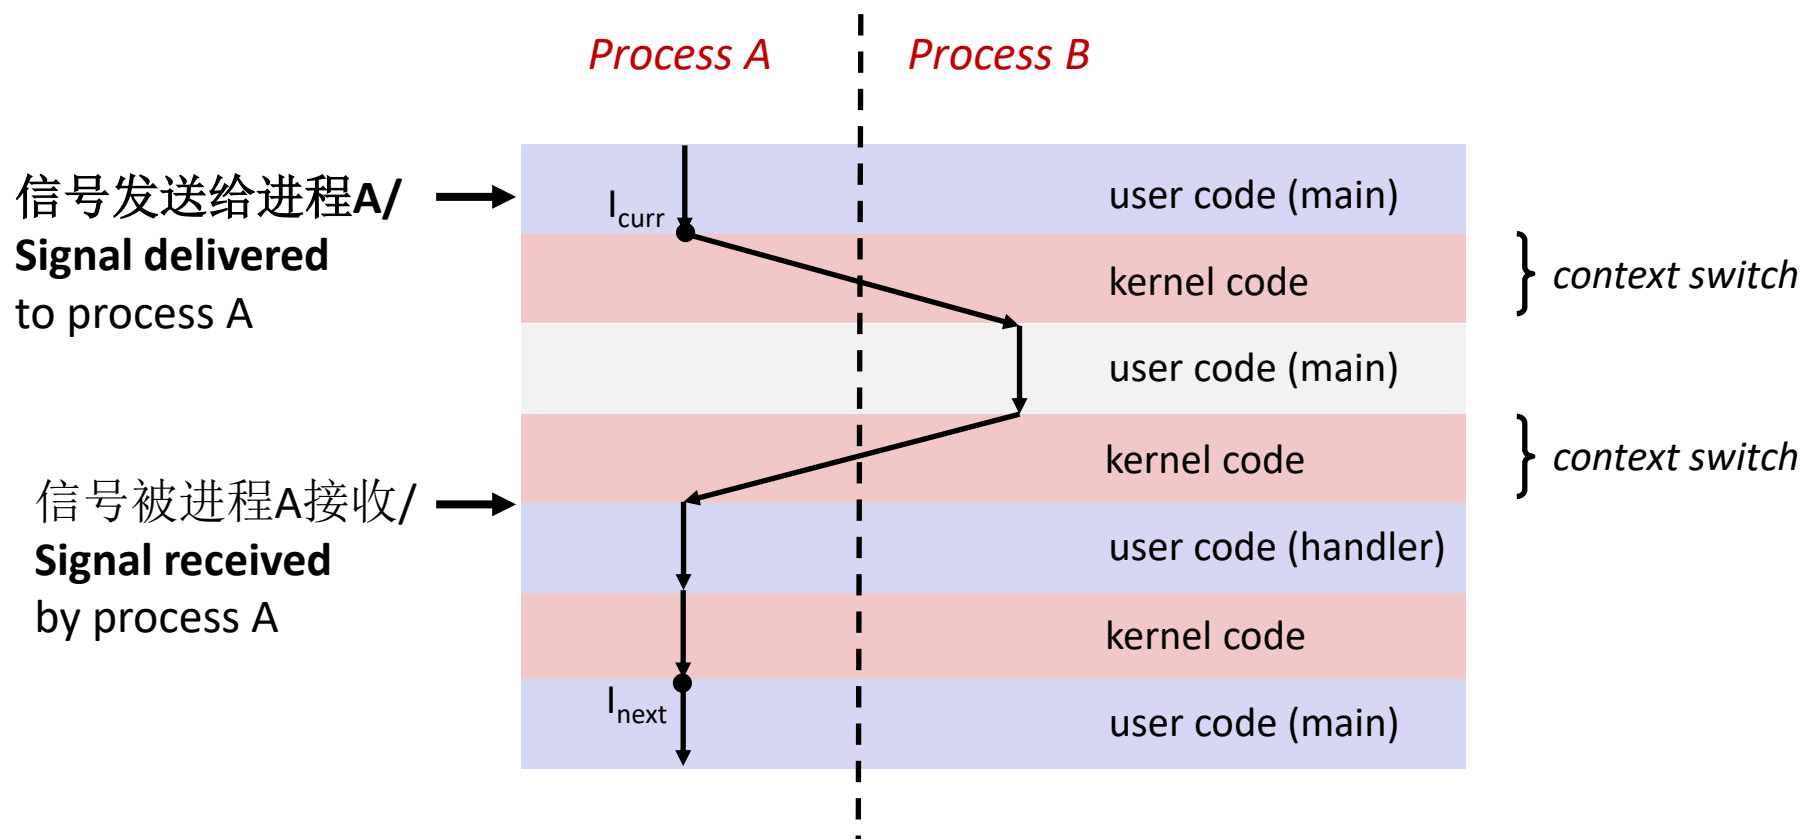 Process A
Process B
信号发送给进程A/
Signal delivered
to process A
I_curr
user code (main)
kernel code
context switch
user code (main)
kernel code
context switch
信号被进程A接收/
Signal received
by process A
user code (handler)
kernel code
I_next
user code (main)